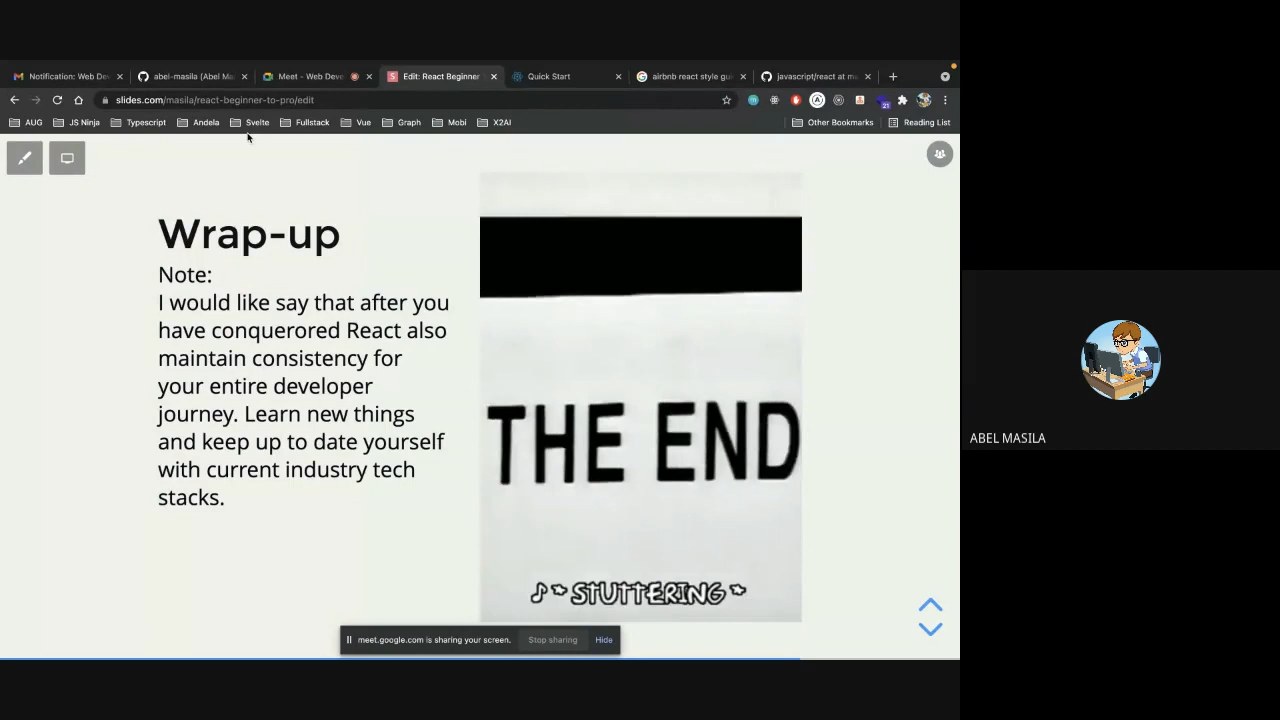 Notification: Web De
abel-masila (Abel Ma
Meet - Web Deve
Edit: React Beginner
Quick Start
airbnb react style gui
javascript/react at ma
slides.com/masila/react-beginner-to-pro/edit
21
AUG
JS Ninja
Typescript
Andela
Svelte
Fullstack
Vue
Graph
Mobi
X2AI
Other Bookmarks
Reading List
Wrap-up
Note:
I would like say that after you
have conquerored React also
maintain consistency for
your entire developer
journey. Learn new things
and keep up to date yourself
with current industry tech
stacks.
THE END
♪ * STUTTERING *
meet.google.com is sharing your screen.
Stop sharing
Hide
ABEL MASILA